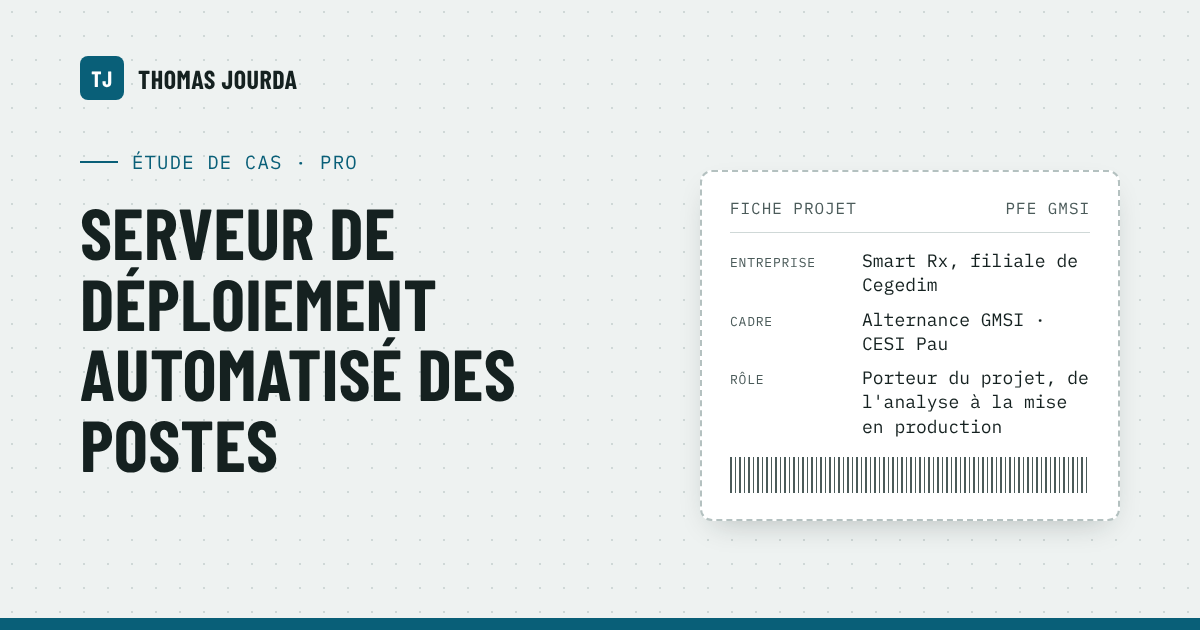 TJ THOMAS JOURDA
ÉTUDE DE CAS · PRO
SERVEUR DE
DÉPLOIEMENT
AUTOMATISÉ DES
POSTES
FICHE PROJET PFE GMSI
ENTREPRISE Smart Rx, filiale de
Cegedim
CADRE Alternance GMSI ·
CESI Pau
RÔLE Porteur du projet, de
l'analyse à la mise
en production